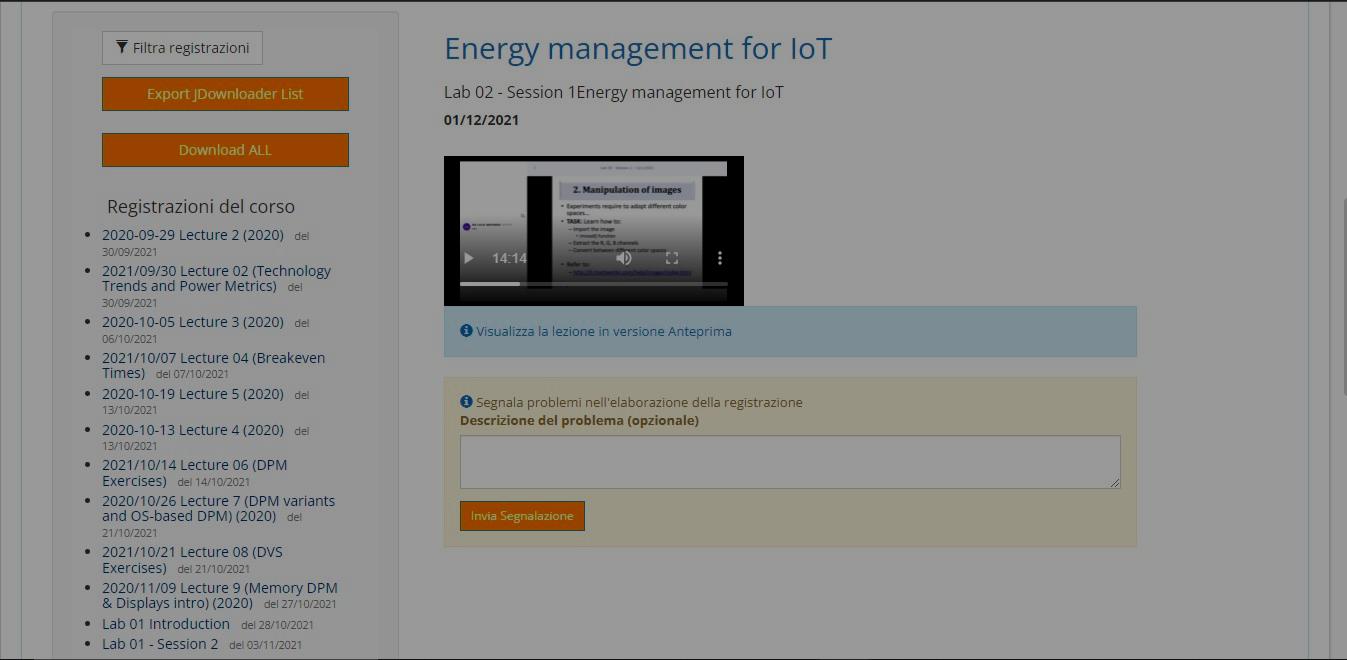 Filtra registrazioni
Export JDownloader List
Download ALL
Registrazioni del corso
2020-09-29 Lecture 2 (2020) del
30/09/2021
2021/09/30 Lecture 02 (Technology
Trends and Power Metrics) del
30/09/2021
2020-10-05 Lecture 3 (2020) del
06/10/2021
2021/10/07 Lecture 04 (Breakeven
Times) del 07/10/2021
2020-10-19 Lecture 5 (2020) del
13/10/2021
2020-10-13 Lecture 4 (2020) del
13/10/2021
2021/10/14 Lecture 06 (DPM
Exercises) del 14/10/2021
2020/10/26 Lecture 7 (DPM variants
and OS-based DPM) (2020) del
21/10/2021
2021/10/21 Lecture 08 (DVS
Exercises) del 21/10/2021
2020/11/09 Lecture 9 (Memory DPM
& Displays intro) (2020) del 27/10/2021
Lab 01 Introduction del 28/10/2021
Lab 01 - Session 2 del 03/11/2021
Energy management for IoT
Lab 02 - Session 1Energy management for IoT
01/12/2021
2. Manipulation of images
• Experiments require to adapt different color
spaces...
• TASK: Learn how to:
– Import the image
– Extract the R, G, B channels
– Convert between different color spaces
• Refer to:
14:14
Visualizza la lezione in versione Anteprima
Segnala problemi nell'elaborazione della registrazione
Descrizione del problema (opzionale)
Invia Segnalazione